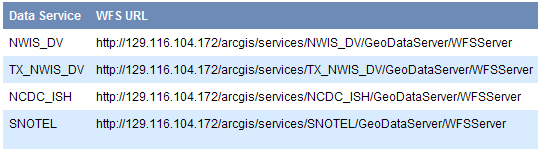 Data Service WFS URL
NWIS_DV http://129.116.104.172/arcgis/services/NWIS_DV/GeoDataServer/WFSServer
TX_NWIS_DV http://129.116.104.172/arcgis/services/TX_NWIS_DV/GeoDataServer/WFSServer
NCDC_ISH http://129.116.104.172/arcgis/services/NCDC_ISH/GeoDataServer/WFSServer
SNOTEL http://129.116.104.172/arcgis/services/SNOTEL/GeoDataServer/WFSServer